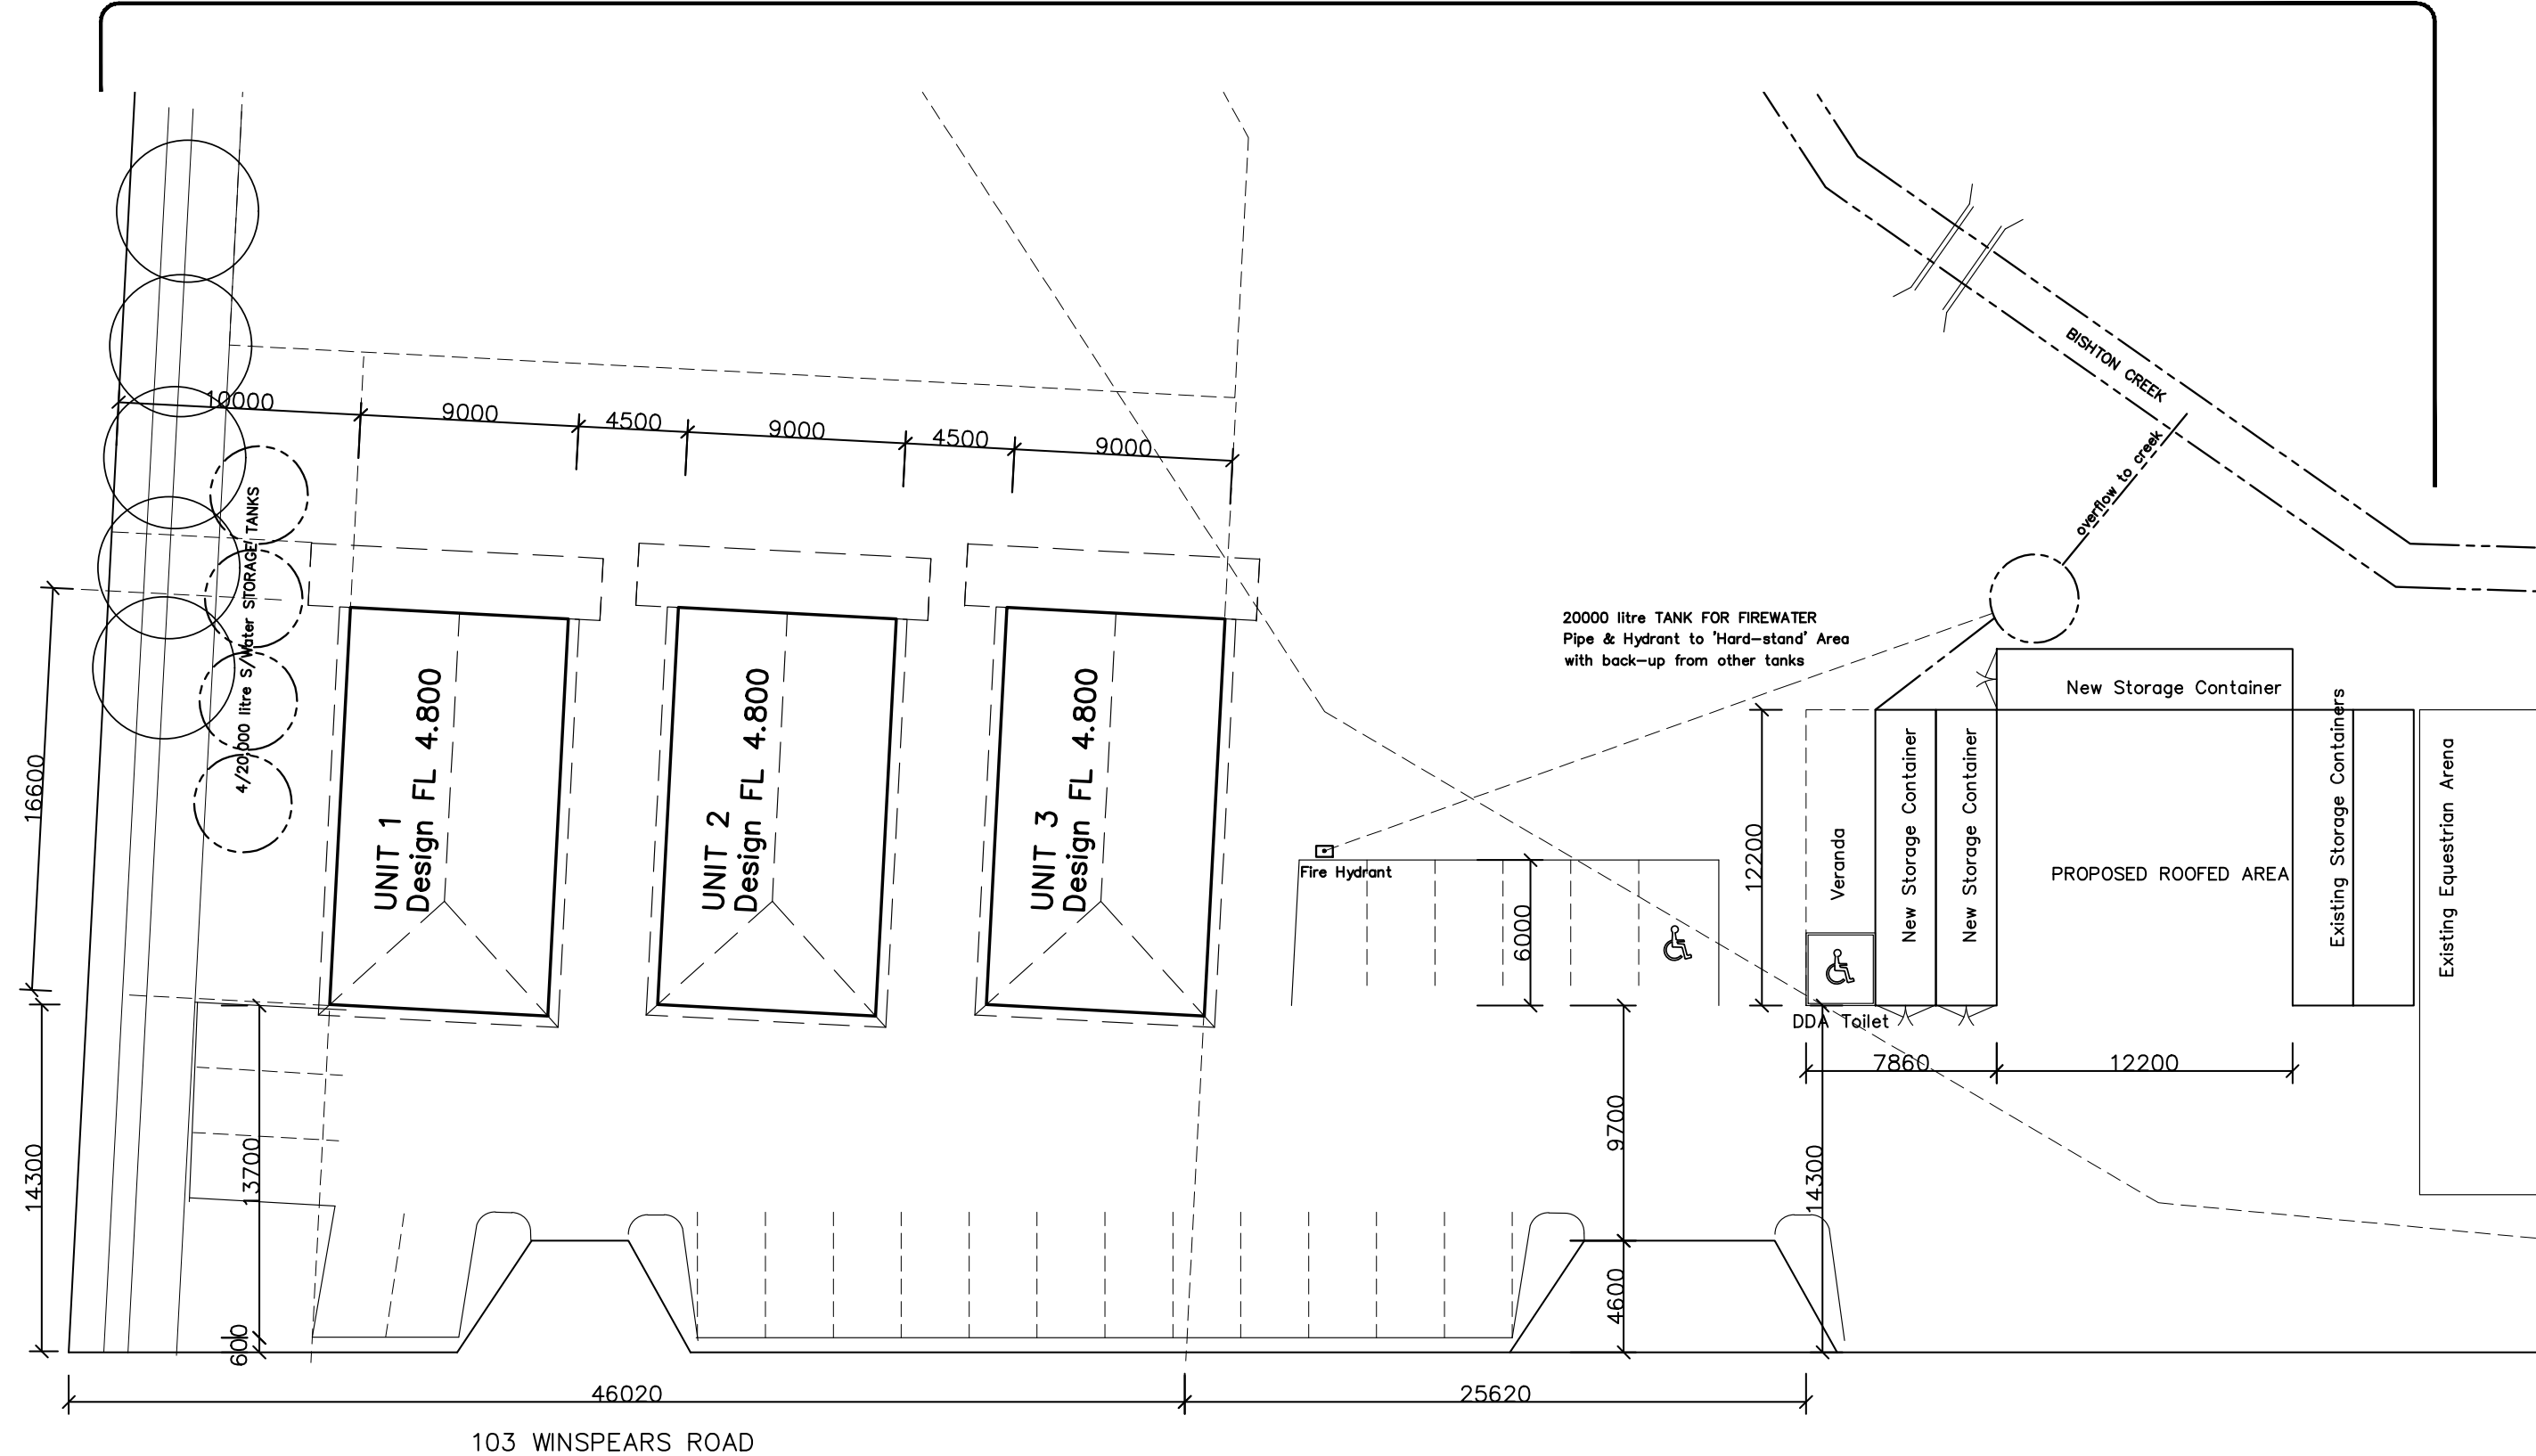 BISHTON CREEK
10000
9000
4500
9000
4500
9000
overflow to creek
4/20,000 litre S/Water STORAGE TANKS
20000 litre TANK FOR FIREWATER
Pipe & Hydrant to 'Hard-stand' Area
with back-up from other tanks
16600
UNIT 1
Design FL 4.800
UNIT 2
Design FL 4.800
UNIT 3
Design FL 4.800
Fire Hydrant
6000
12200
Veranda
New Storage Container
New Storage Container
New Storage Container
PROPOSED ROOFED AREA
Existing Storage Containers
Existing Equestrian Arena
DDA Toilet
7860
12200
14300
13700
600
9700
4600
14300
46020
25620
103 WINSPEARS ROAD